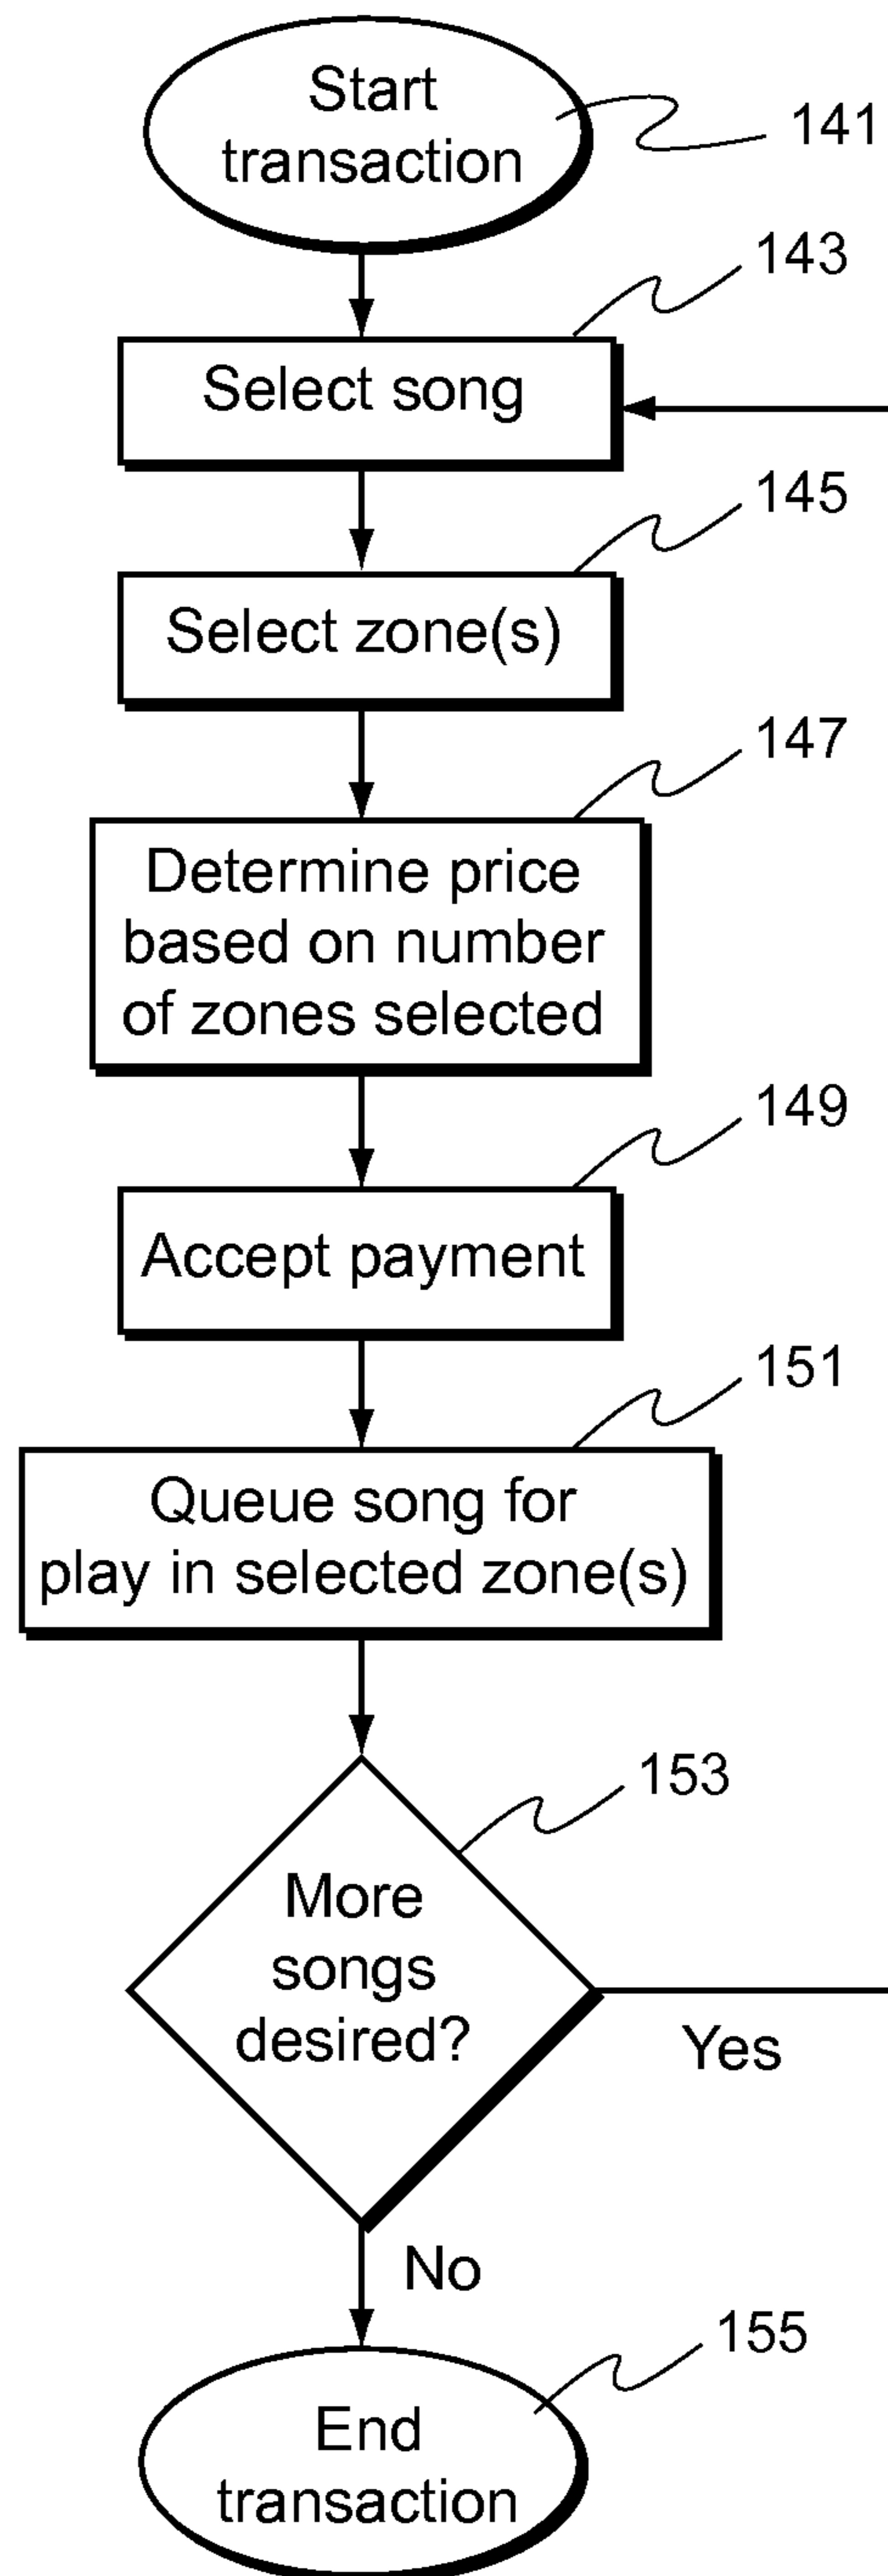 Start
transaction
141
143
Select song
145
Select zone(s)
147
Determine price
based on number
of zones selected
149
Accept payment
151
Queue song for
play in selected zone(s)
153
More
songs
desired?
Yes
No
155
End
transaction